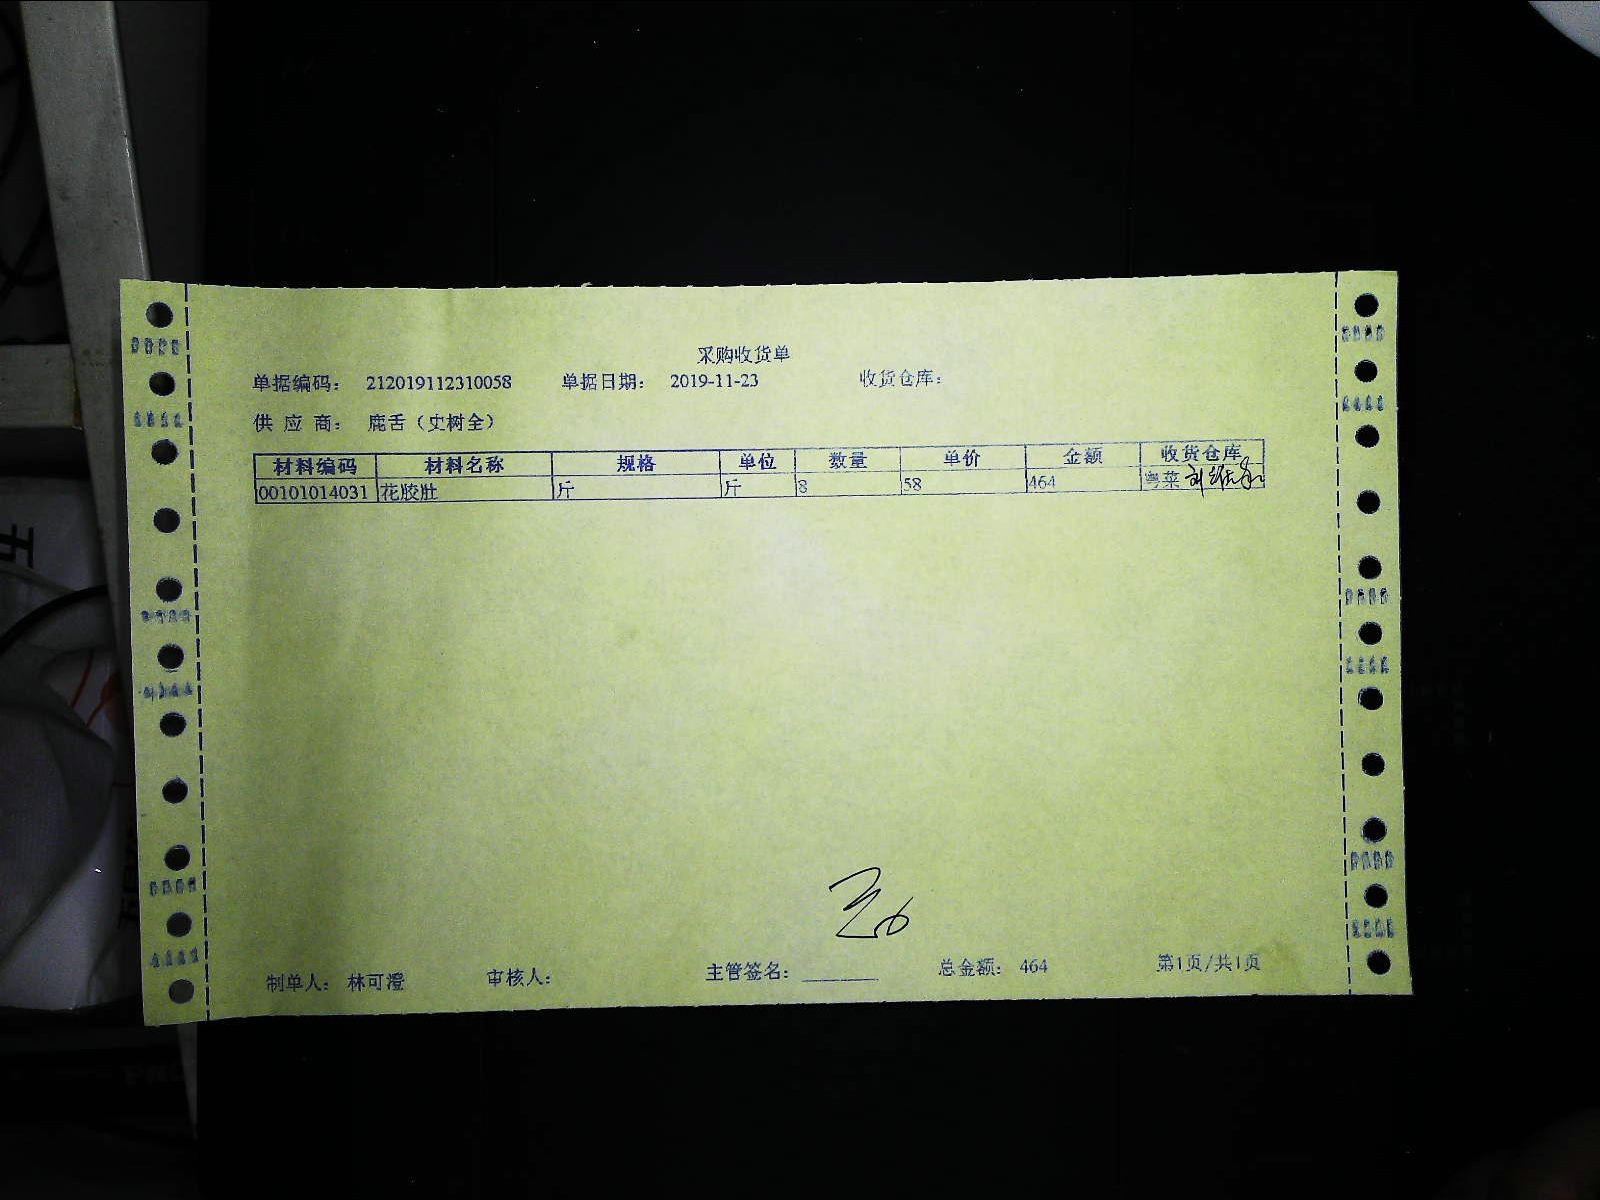 采购收货单
单据编码： 212019112310058 单据日期： 2019-11-23 收货仓库：
供 应 商： 鹿舌（史树全）
材料编码 材料名称 规格 单位 数量 单价 金额 收货仓库
00101014031 花胶肚 斤 斤 8 58 464 粤菜
制单人： 林可澄 审核人： 主管签名： 总金额： 464 第1页/共1页